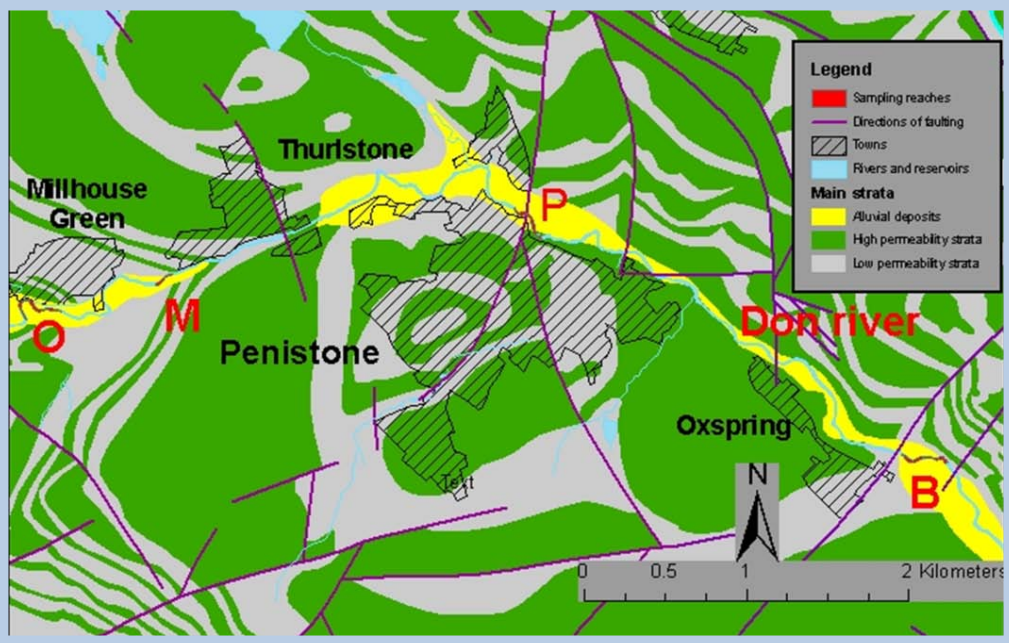 Legend
Sampling reaches
Directions of faulting
Towns
Rivers and reservoirs
Main strata
Alluvial deposits
High permeability strata
Low permeability strata
Thurlstone
Millhouse
Green
P
O
M
Don river
Penistone
Oxspring
Text
N
B
0 0.5 1 2 Kilometers